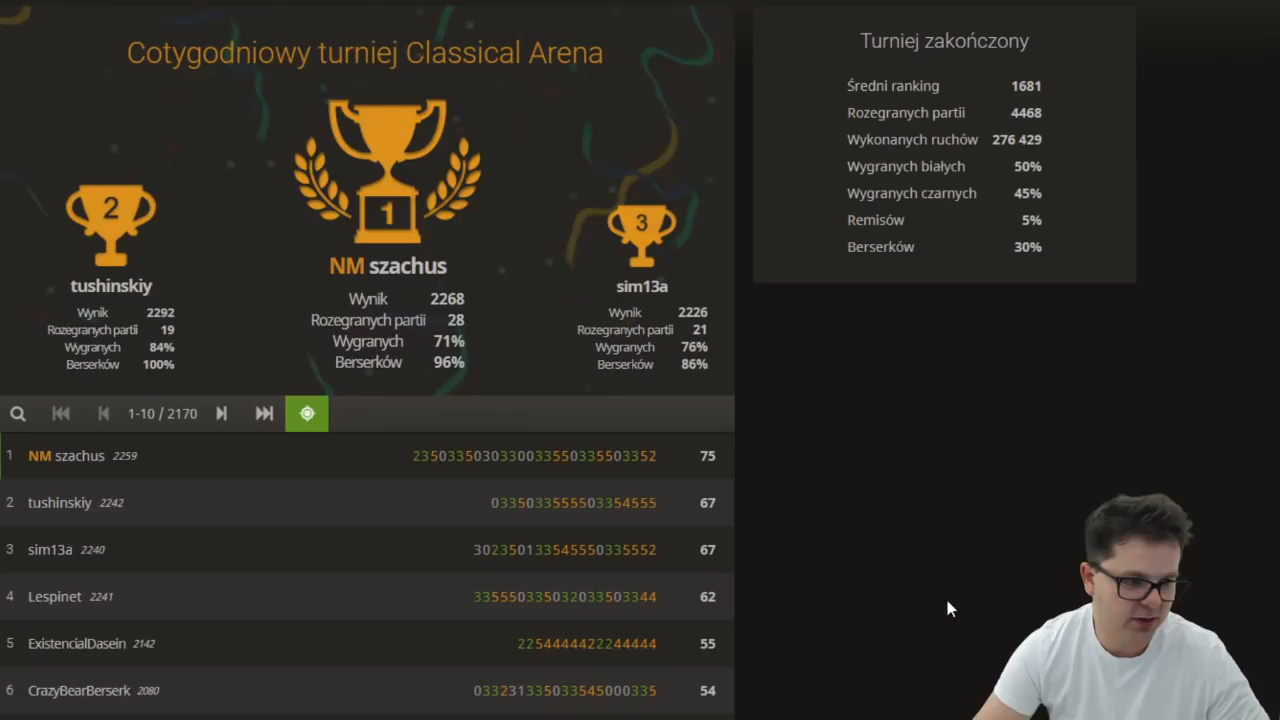 Cotygodniowy turniej Classical Arena
2
1
3
tushinskiy
Wynik 2292
Rozegranych partii 19
Wygranych 84%
Berserków 100%
NM szachus
Wynik 2268
Rozegranych partii 28
Wygranych 71%
Berserków 96%
sim13a
Wynik 2226
Rozegranych partii 21
Wygranych 76%
Berserków 86%
Turniej zakończony
Średni ranking 1681
Rozegranych partii 4468
Wykonanych ruchów 276 429
Wygranych białych 50%
Wygranych czarnych 45%
Remisów 5%
Berserków 30%
1-10 / 2170
1 NM szachus 2259 2350335030330033550335503352 75
2 tushinskiy 2242 0335033555503354555 67
3 sim13a 2240 302350133545550335552 67
4 Lespinet 2241 335550335032033503344 62
5 ExistencialDasein 2142 225444442244444 55
6 CrazyBearBerserk 2080 033231335033545000335 54